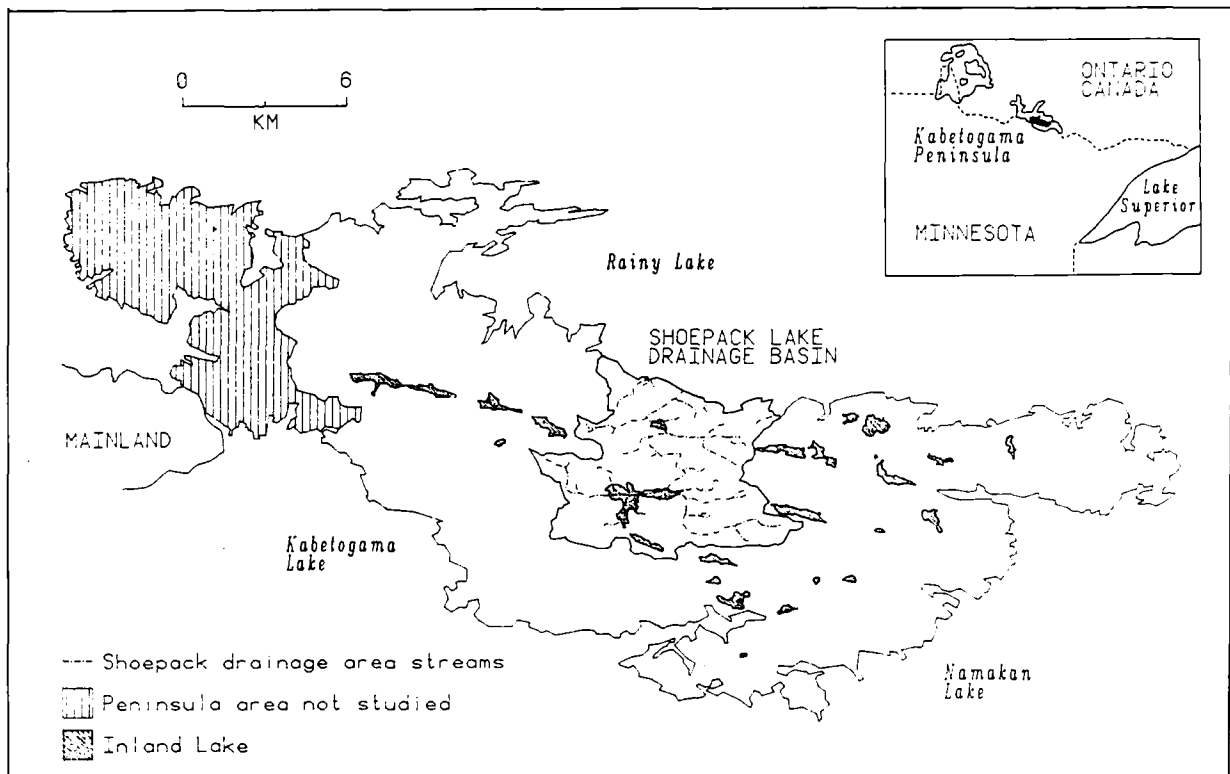 0 6
KM
ONTARIO
CANADA
Kabetogama
Peninsula
Lake
Superior
MINNESOTA
Rainy Lake
SHOEPACK LAKE
DRAINAGE BASIN
MAINLAND
Kabetogama
Lake
Namakan
Lake
Shoepack drainage area streams
Peninsula area not studied
Inland Lake